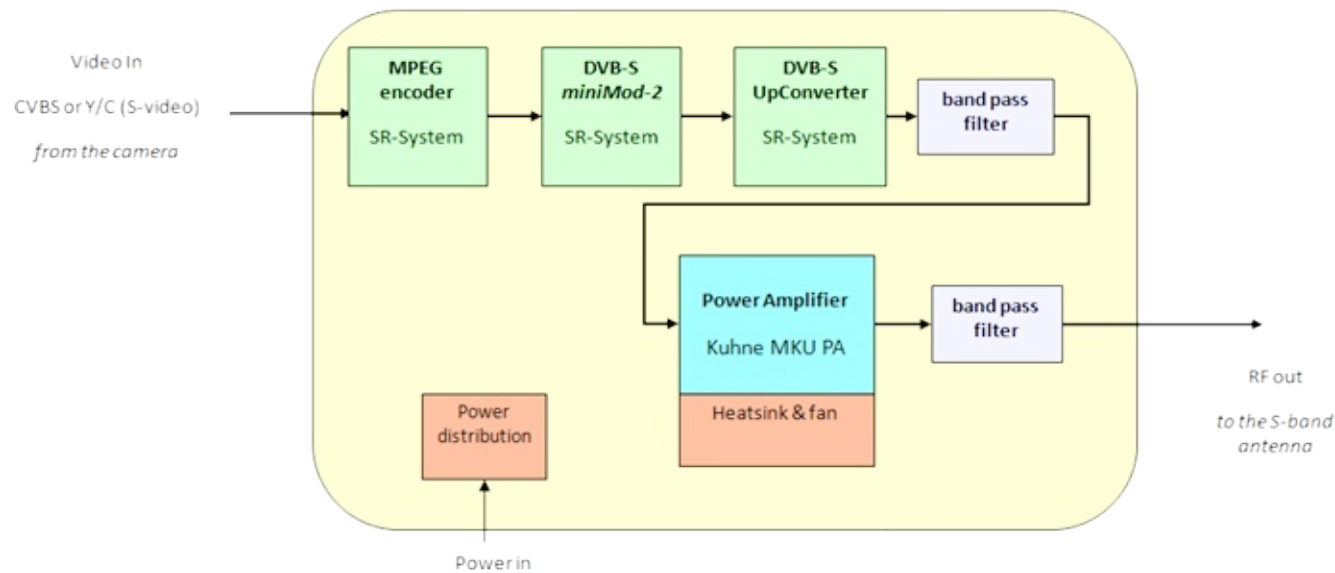 Video In
CVBS or Y/C (S-video)
from the camera
MPEG
encoder
SR-System
DVB-S
miniMod-2
SR-System
DVB-S
UpConverter
SR-System
band pass
filter
Power Amplifier
Kuhne MKU PA
Heatsink & fan
band pass
filter
RF out
to the S-band
antenna
Power
distribution
Power in